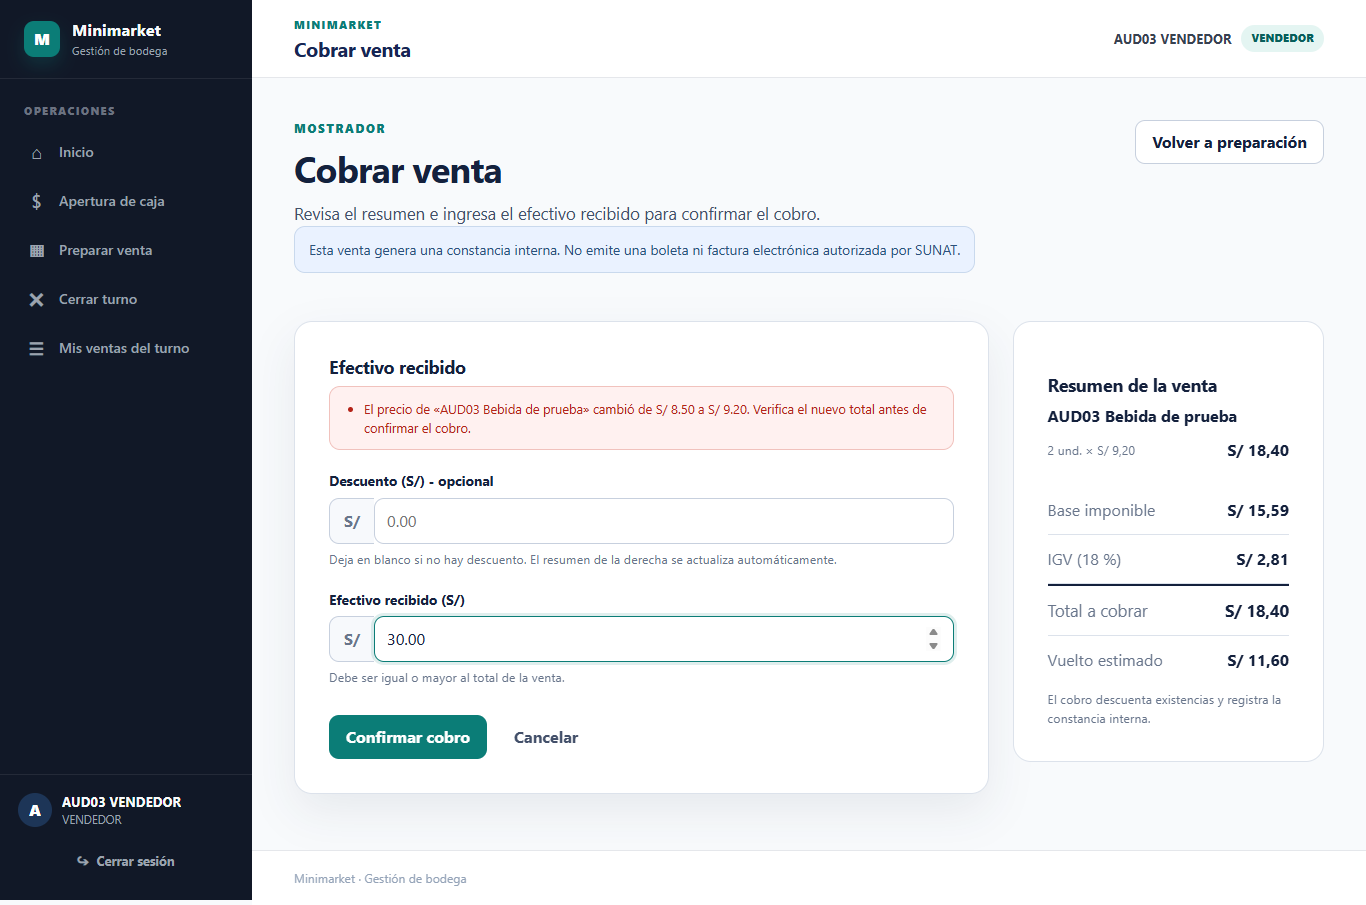 M
Minimarket
Gestión de bodega
OPERACIONES
Inicio
$ Apertura de caja
Preparar venta
Cerrar turno
Mis ventas del turno
A
AUD03 VENDEDOR
VENDEDOR
Cerrar sesión
MINIMARKET
Cobrar venta
AUD03 VENDEDOR
VENDEDOR
MOSTRADOR
Cobrar venta
Revisa el resumen e ingresa el efectivo recibido para confirmar el cobro.
Esta venta genera una constancia interna. No emite una boleta ni factura electrónica autorizada por SUNAT.
Volver a preparación
Efectivo recibido
• El precio de «AUD03 Bebida de prueba» cambió de S/ 8.50 a S/ 9.20. Verifica el nuevo total antes de
confirmar el cobro.
Descuento (S/) - opcional
S/ 0.00
Deja en blanco si no hay descuento. El resumen de la derecha se actualiza automáticamente.
Efectivo recibido (S/)
S/ 30.00
Debe ser igual o mayor al total de la venta.
Confirmar cobro
Cancelar
Resumen de la venta
AUD03 Bebida de prueba
2 und. × S/ 9,20 S/ 18,40
Base imponible S/ 15,59
IGV (18 %) S/ 2,81
Total a cobrar S/ 18,40
Vuelto estimado S/ 11,60
El cobro descuenta existencias y registra la
constancia interna.
Minimarket · Gestión de bodega